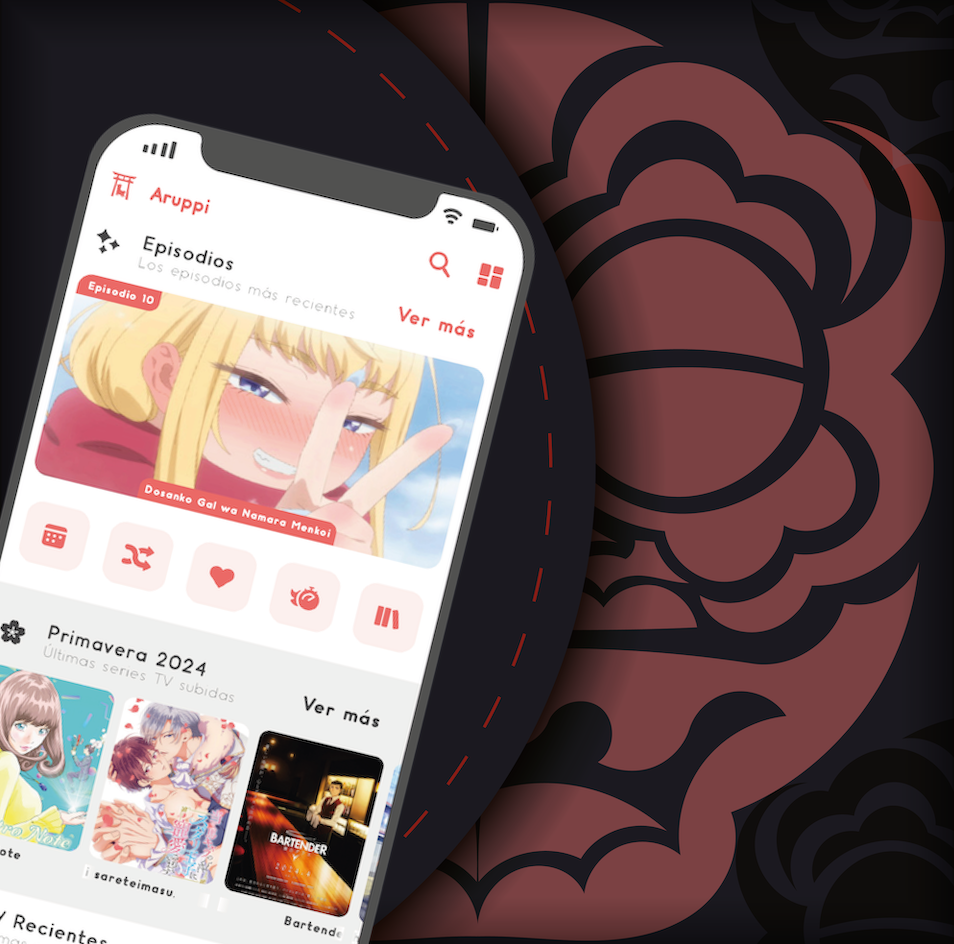 Aruppi
Episodios
Los episodios más recientes
Ver más
Episodio 10
Dosanko Gal wa Namara Menkoi
Primavera 2024
Últimas series TV subidas
Ver más
Note
BARTENDER
ote
i sareteimasu.
Bartende
y Recientes